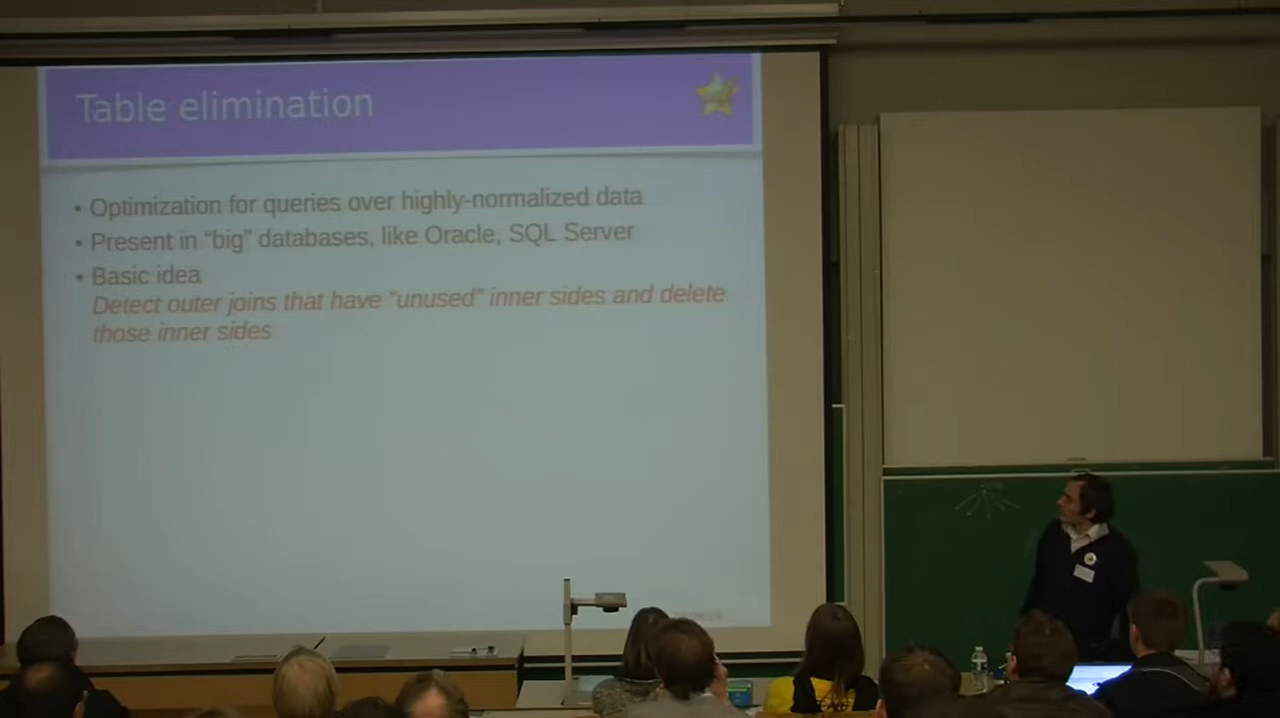 Table elimination
• Optimization for queries over highly-normalized data
• Present in “big” databases, like Oracle, SQL Server
• Basic idea
Detect outer joins that have “unused” inner sides and delete
those inner sides